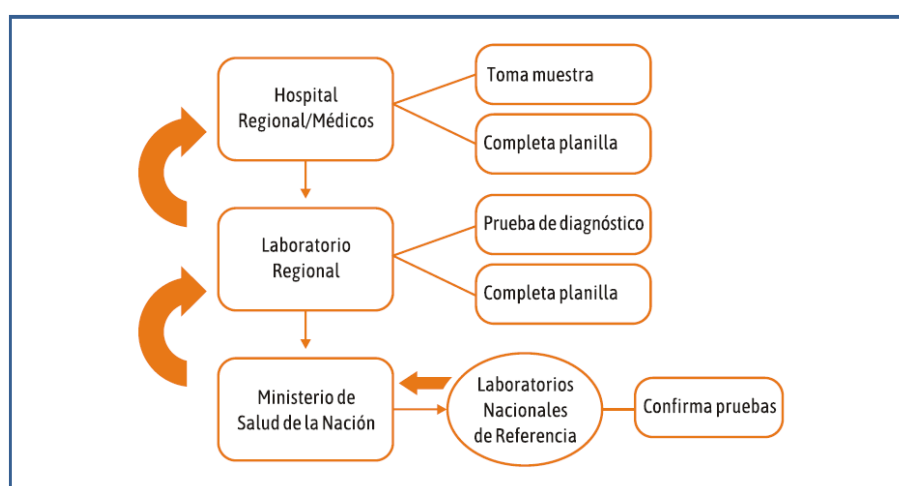 Hospital
Regional/Médicos
Toma muestra
Completa planilla
Laboratorio
Regional
Prueba de diagnóstico
Completa planilla
Ministerio de
Salud de la Nación
Laboratorios
Nacionales
de Referencia
Confirma pruebas